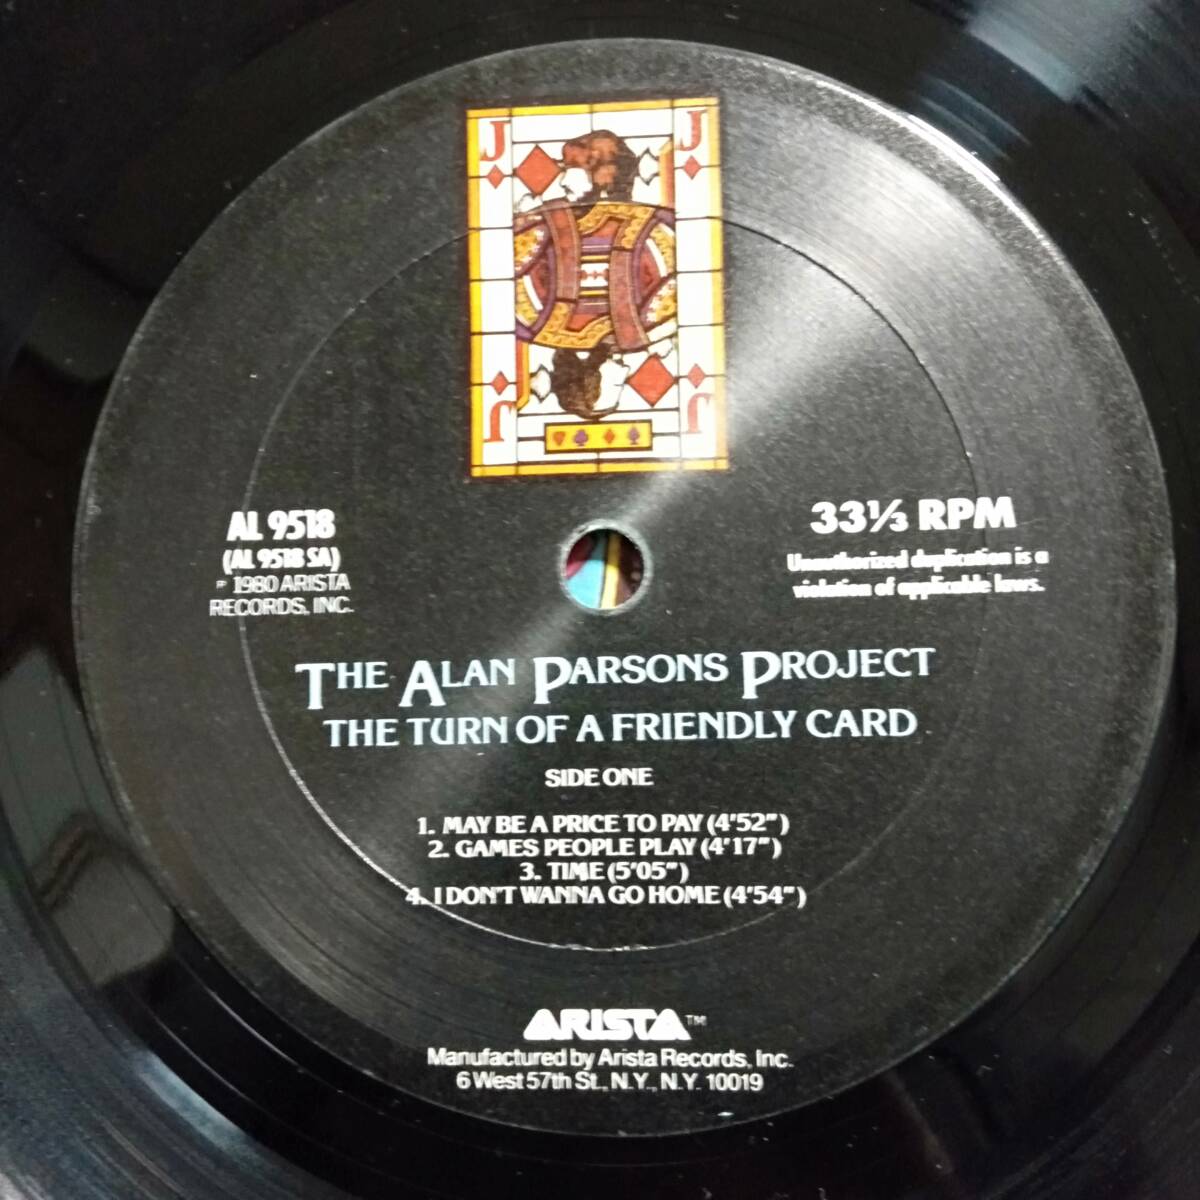 J J
J J
AL 9518
(AL 9518 SA)
℗ 1980 ARISTA
RECORDS, INC.
33⅓ RPM
Unauthorized duplication is a
violation of applicable laws.
THE ALAN PARSONS PROJECT
THE TURN OF A FRIENDLY CARD
SIDE ONE
1. MAY BE A PRICE TO PAY (4'52")
2. GAMES PEOPLE PLAY (4'17")
3. TIME (5'05")
4. I DON'T WANNA GO HOME (4'54")
ARISTA™
Manufactured by Arista Records, Inc.
6 West 57th St., N.Y., N.Y. 10019